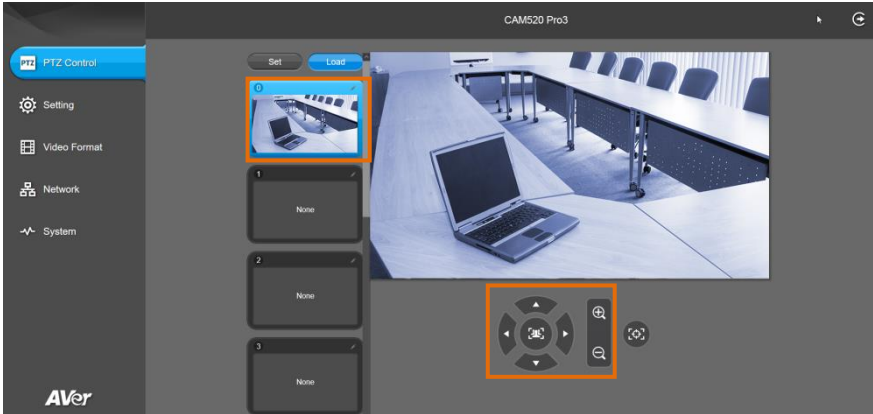 CAM520 Pro3
PTZ PTZ Control
Setting
Video Format
Network
System
AVer
Set Load
0
1
None
2
None
3
None